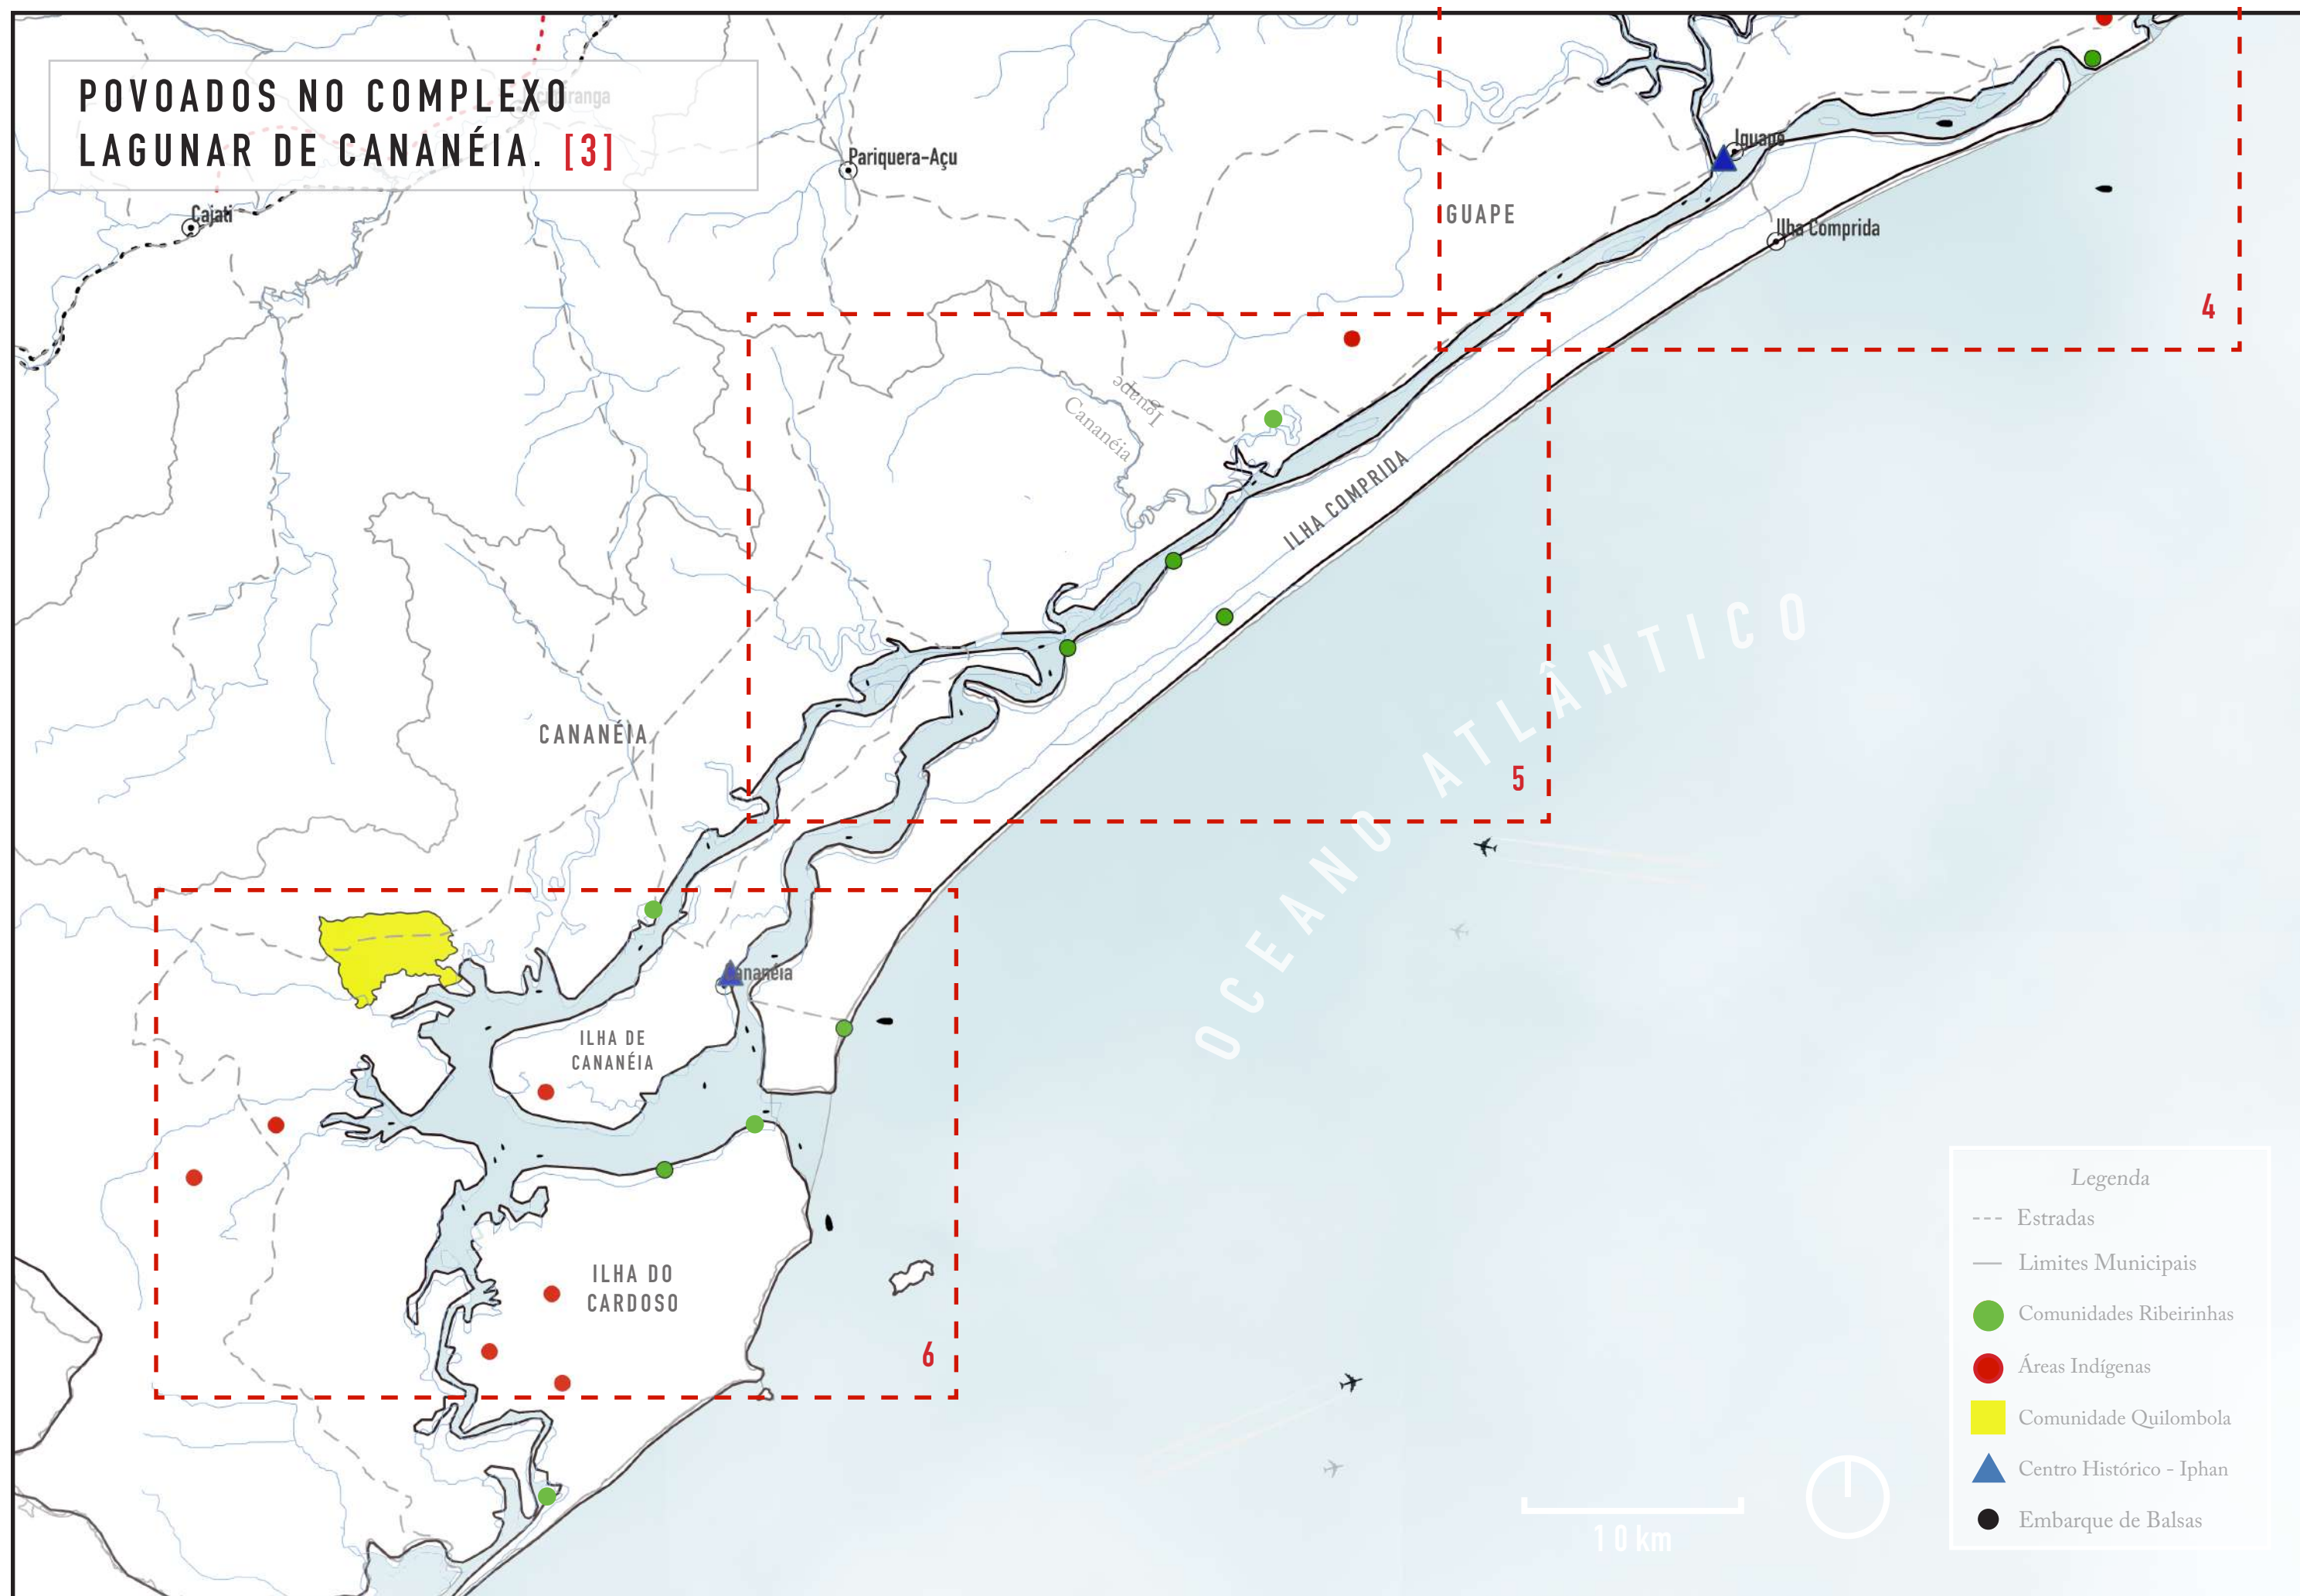 POVOADOS NO COMPLEXO
LAGUNAR DE CANANÉIA. [3]
Pariquera-Açu
Cajati
Iguape
IGUAPE
Ilha Comprida
4
Iguape
Cananéia
ILHA COMPRIDA
CANANÉIA
5
OCEANO ATLÂNTICO
Cananéia
ILHA DE
CANANÉIA
ILHA DO
CARDOSO
6
Legenda
Estradas
Limites Municipais
Comunidades Ribeirinhas
Áreas Indígenas
Comunidade Quilombola
Centro Histórico - Iphan
Embarque de Balsas
10 km